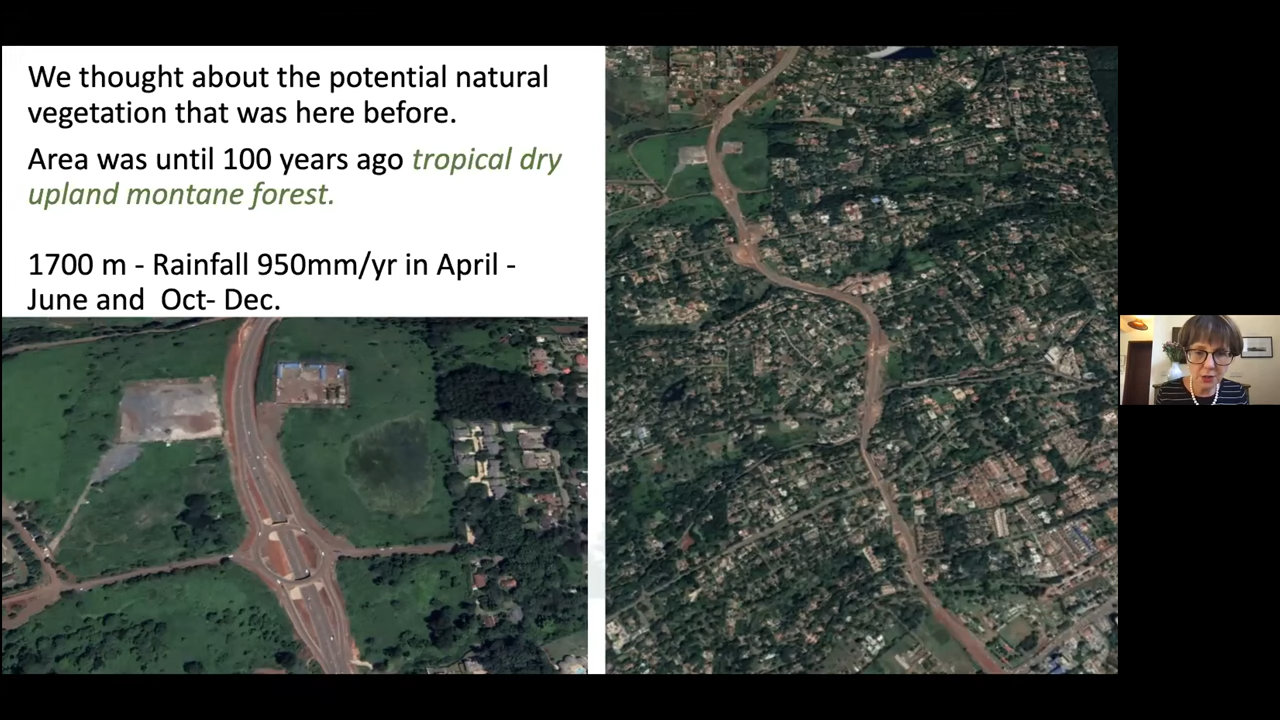 We thought about the potential natural
vegetation that was here before.
Area was until 100 years ago tropical dry
upland montane forest.
1700 m - Rainfall 950mm/yr in April -
June and  Oct- Dec.